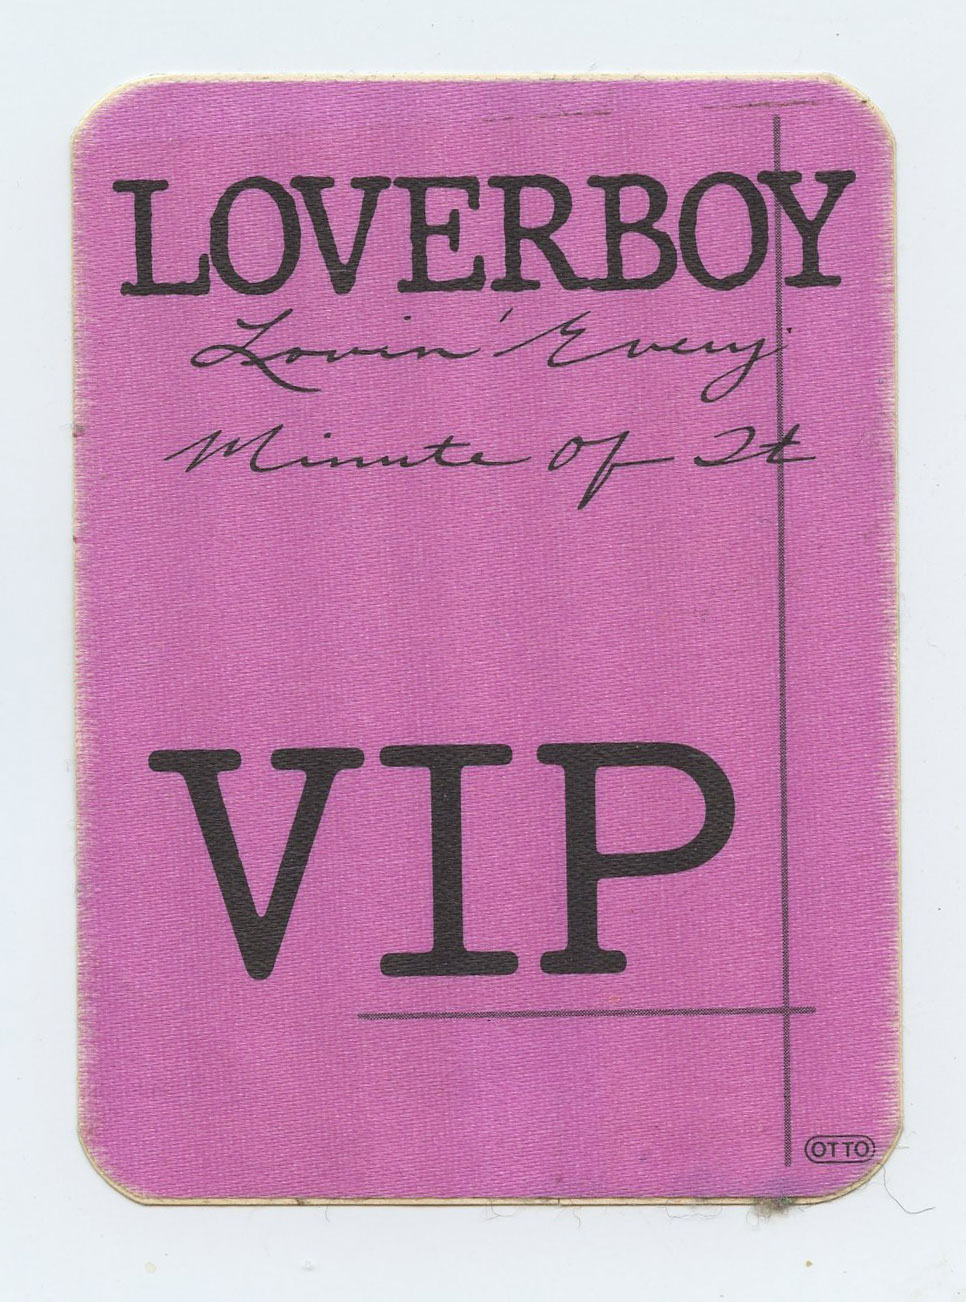 LOVERBOY
Lovin' Every
Minute Of It
VIP
OTTO